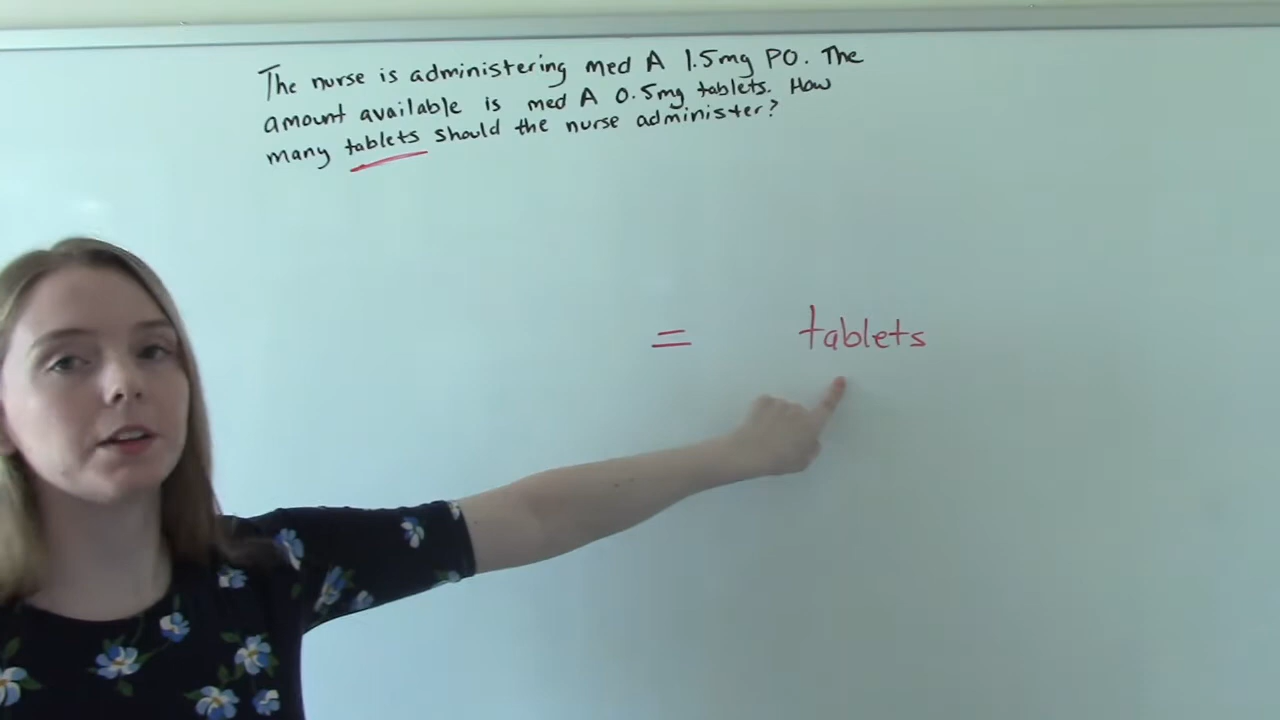 The nurse is administering med A 1.5mg PO. The
amount available is med A 0.5mg tablets. How
many tablets should the nurse administer?
= tablets